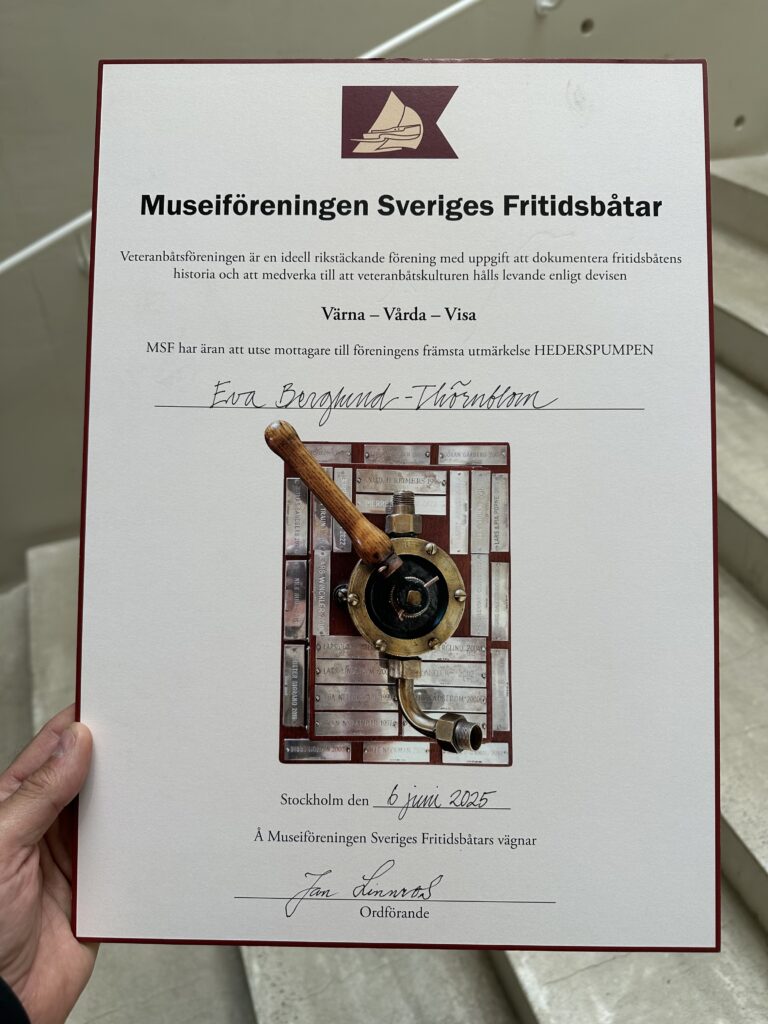 Museiföreningen Sveriges Fritidsbåtar
Veteranbåtsföreningen är en ideell rikstäckande förening med uppgift att dokumentera fritidsbåtens
historia och att medverka till att veteranbåtskulturen hålls levande enligt devisen
Värna – Vårda – Visa
MSF har äran att utse mottagare till föreningens främsta utmärkelse HEDERSPUMPEN
Eva Berglund-Thörnblom
Stockholm den 6 juni 2025
Å Museiföreningen Sveriges Fritidsbåtars vägnar
Jan Linnros
Ordförande